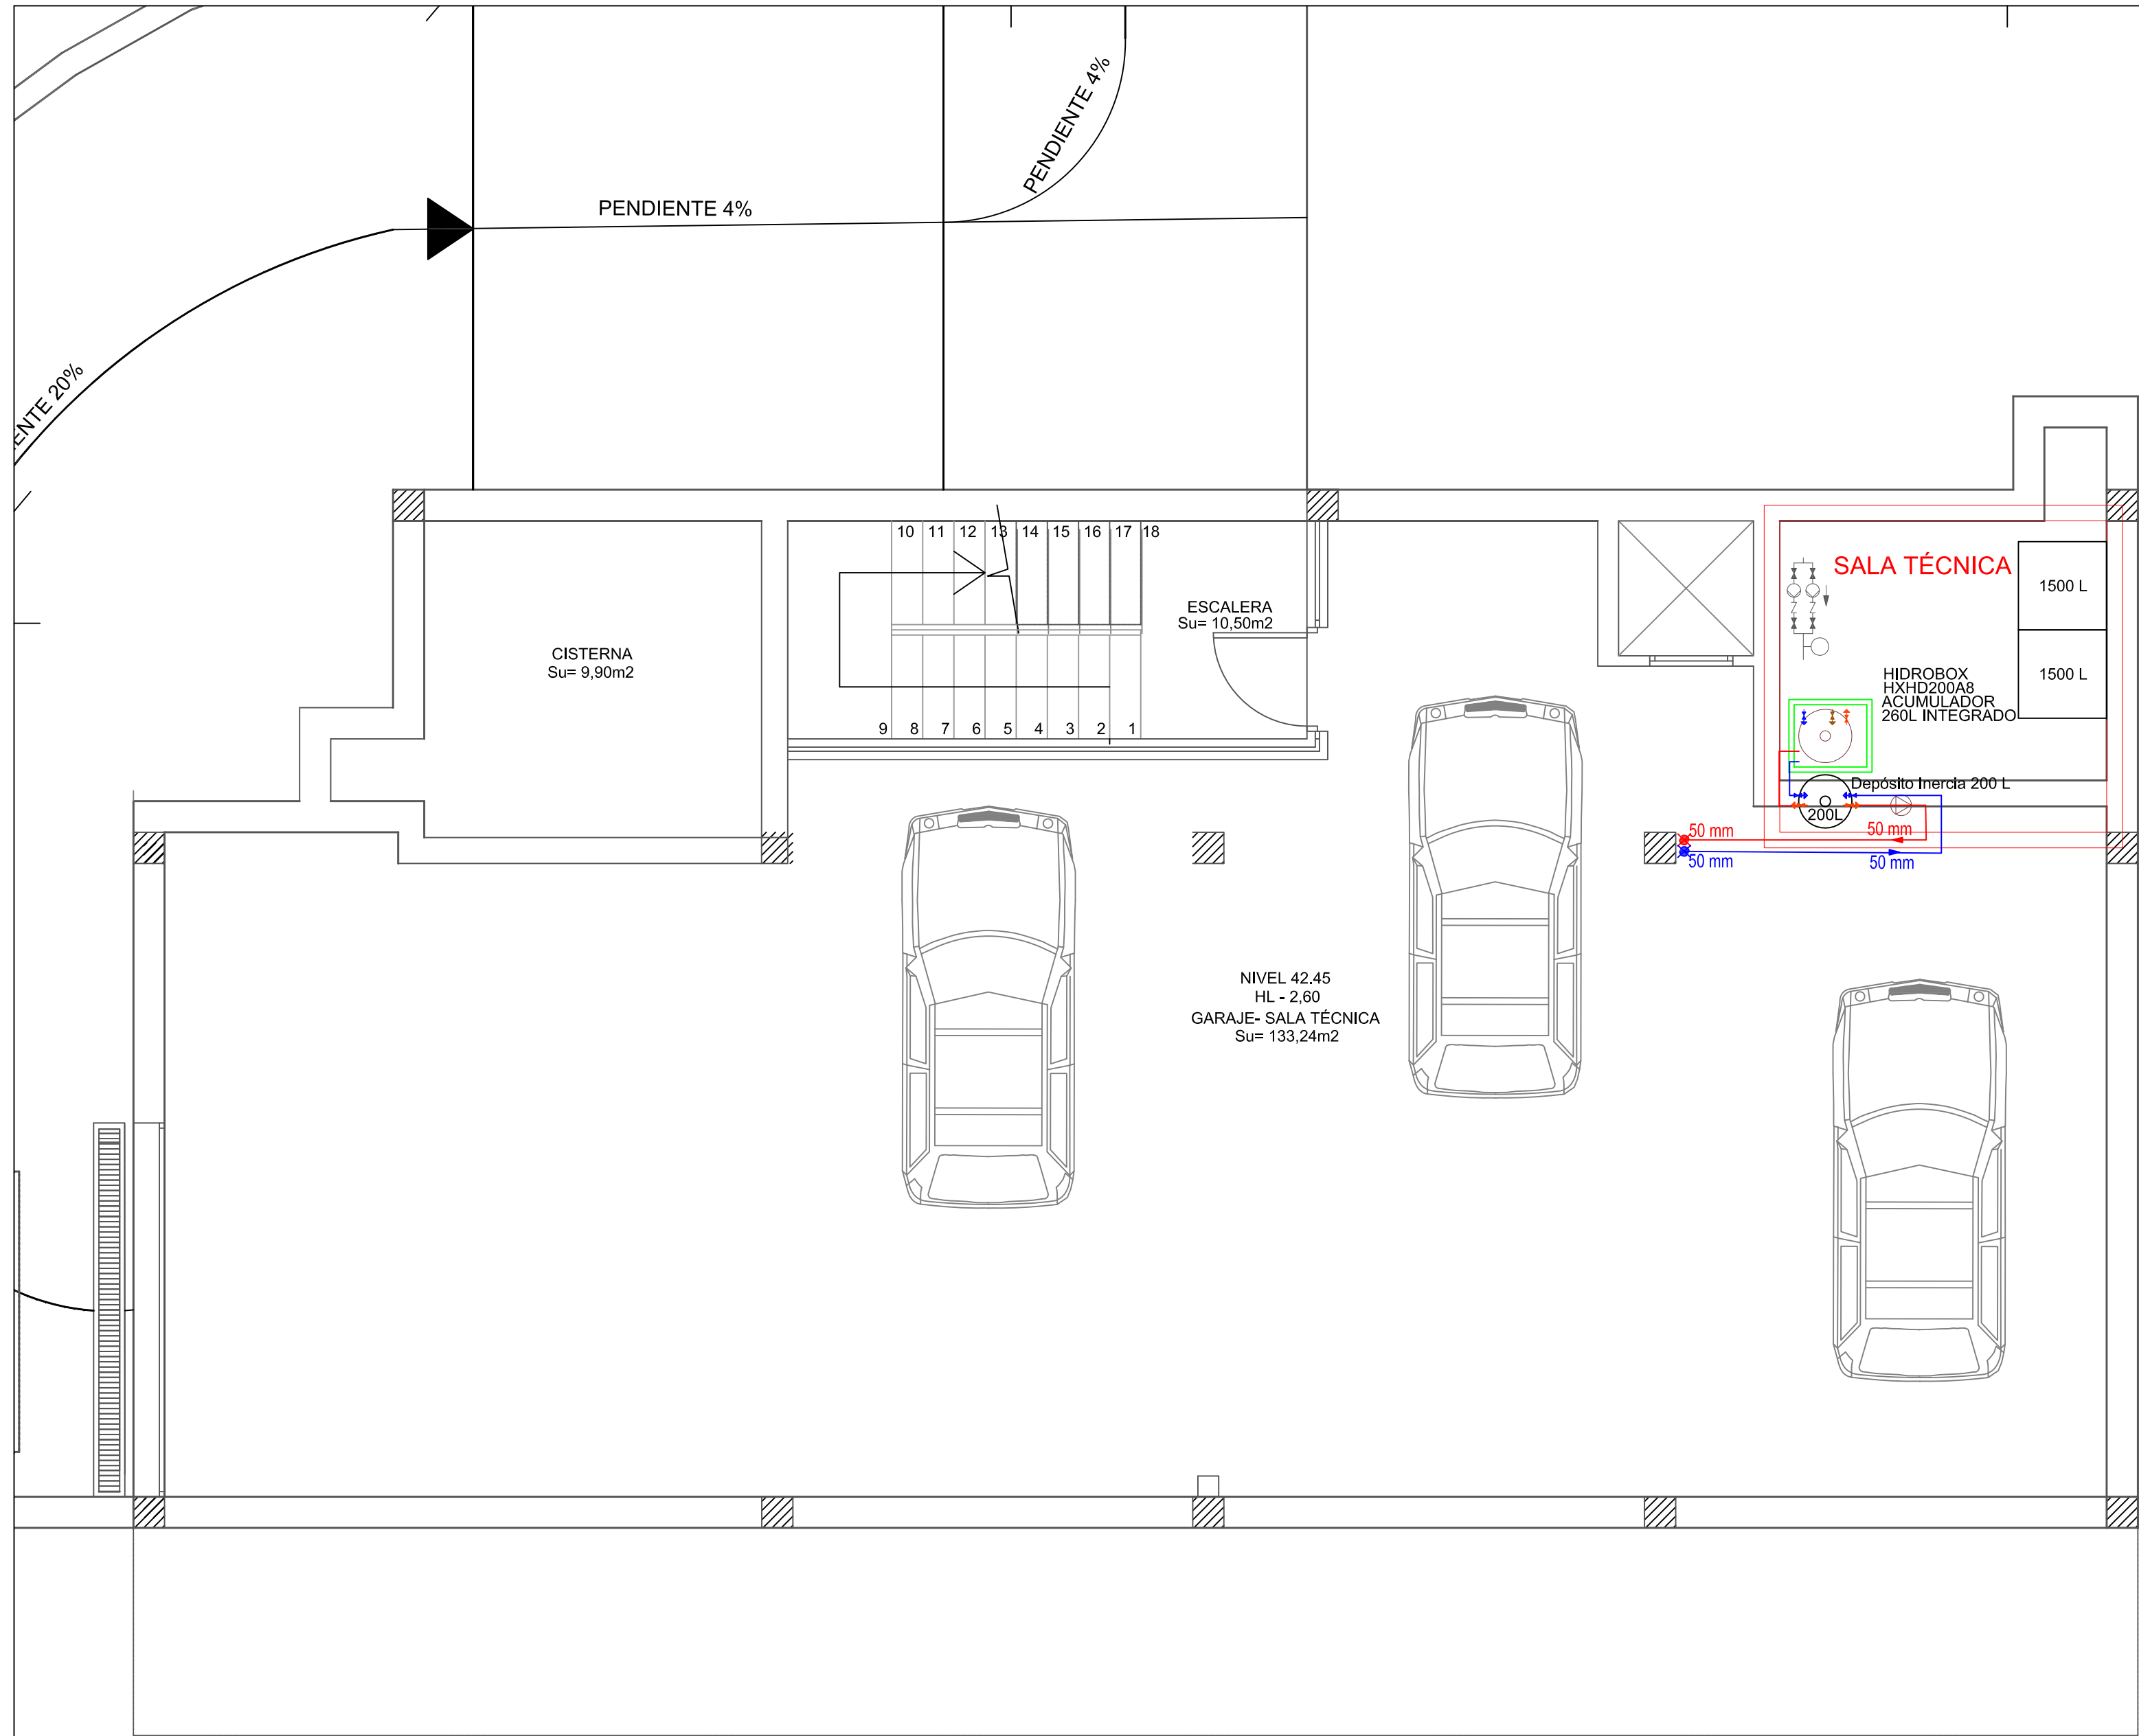 PENDIENTE 4%
PENDIENTE 4%
ENTE 20%
10 11 12 13 14 15 16 17 18
ESCALERA
Su= 10,50m2
9 8 7 6 5 4 3 2 1
CISTERNA
Su= 9,90m2
SALA TÉCNICA
1500 L
1500 L
HIDROBOX
HXHD200A8
ACUMULADOR
260L INTEGRADO
Depósito Inercia 200 L
200L
50 mm
50 mm
50 mm
50 mm
NIVEL 42.45
HL - 2,60
GARAJE- SALA TÉCNICA
Su= 133,24m2